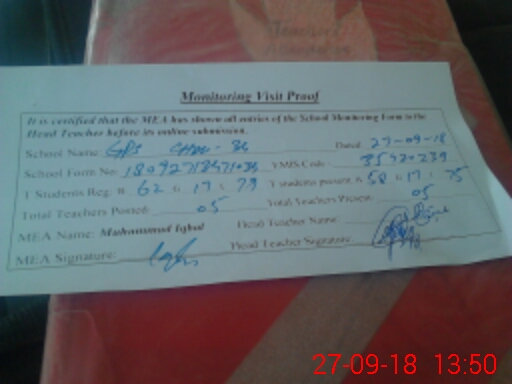 Teachers
Monitoring Visit Proof
It is certified that the MEA has shown all entries of the School Monitoring Form to the
Head Teacher before its online submission.
School Name: GPS Dated: 27-09-18
School Form No: EMIS Code 35720239
T Students Reg: B 62 G 17 T 79 T Students present B 58 G 17 T 75
Total Teachers Posted: 05 Total Teachers Present: 05
MEA Name: Muhammad Iqbal Head Teacher Name
MEA Signature: Head Teacher Signature
27-09-18 13:50